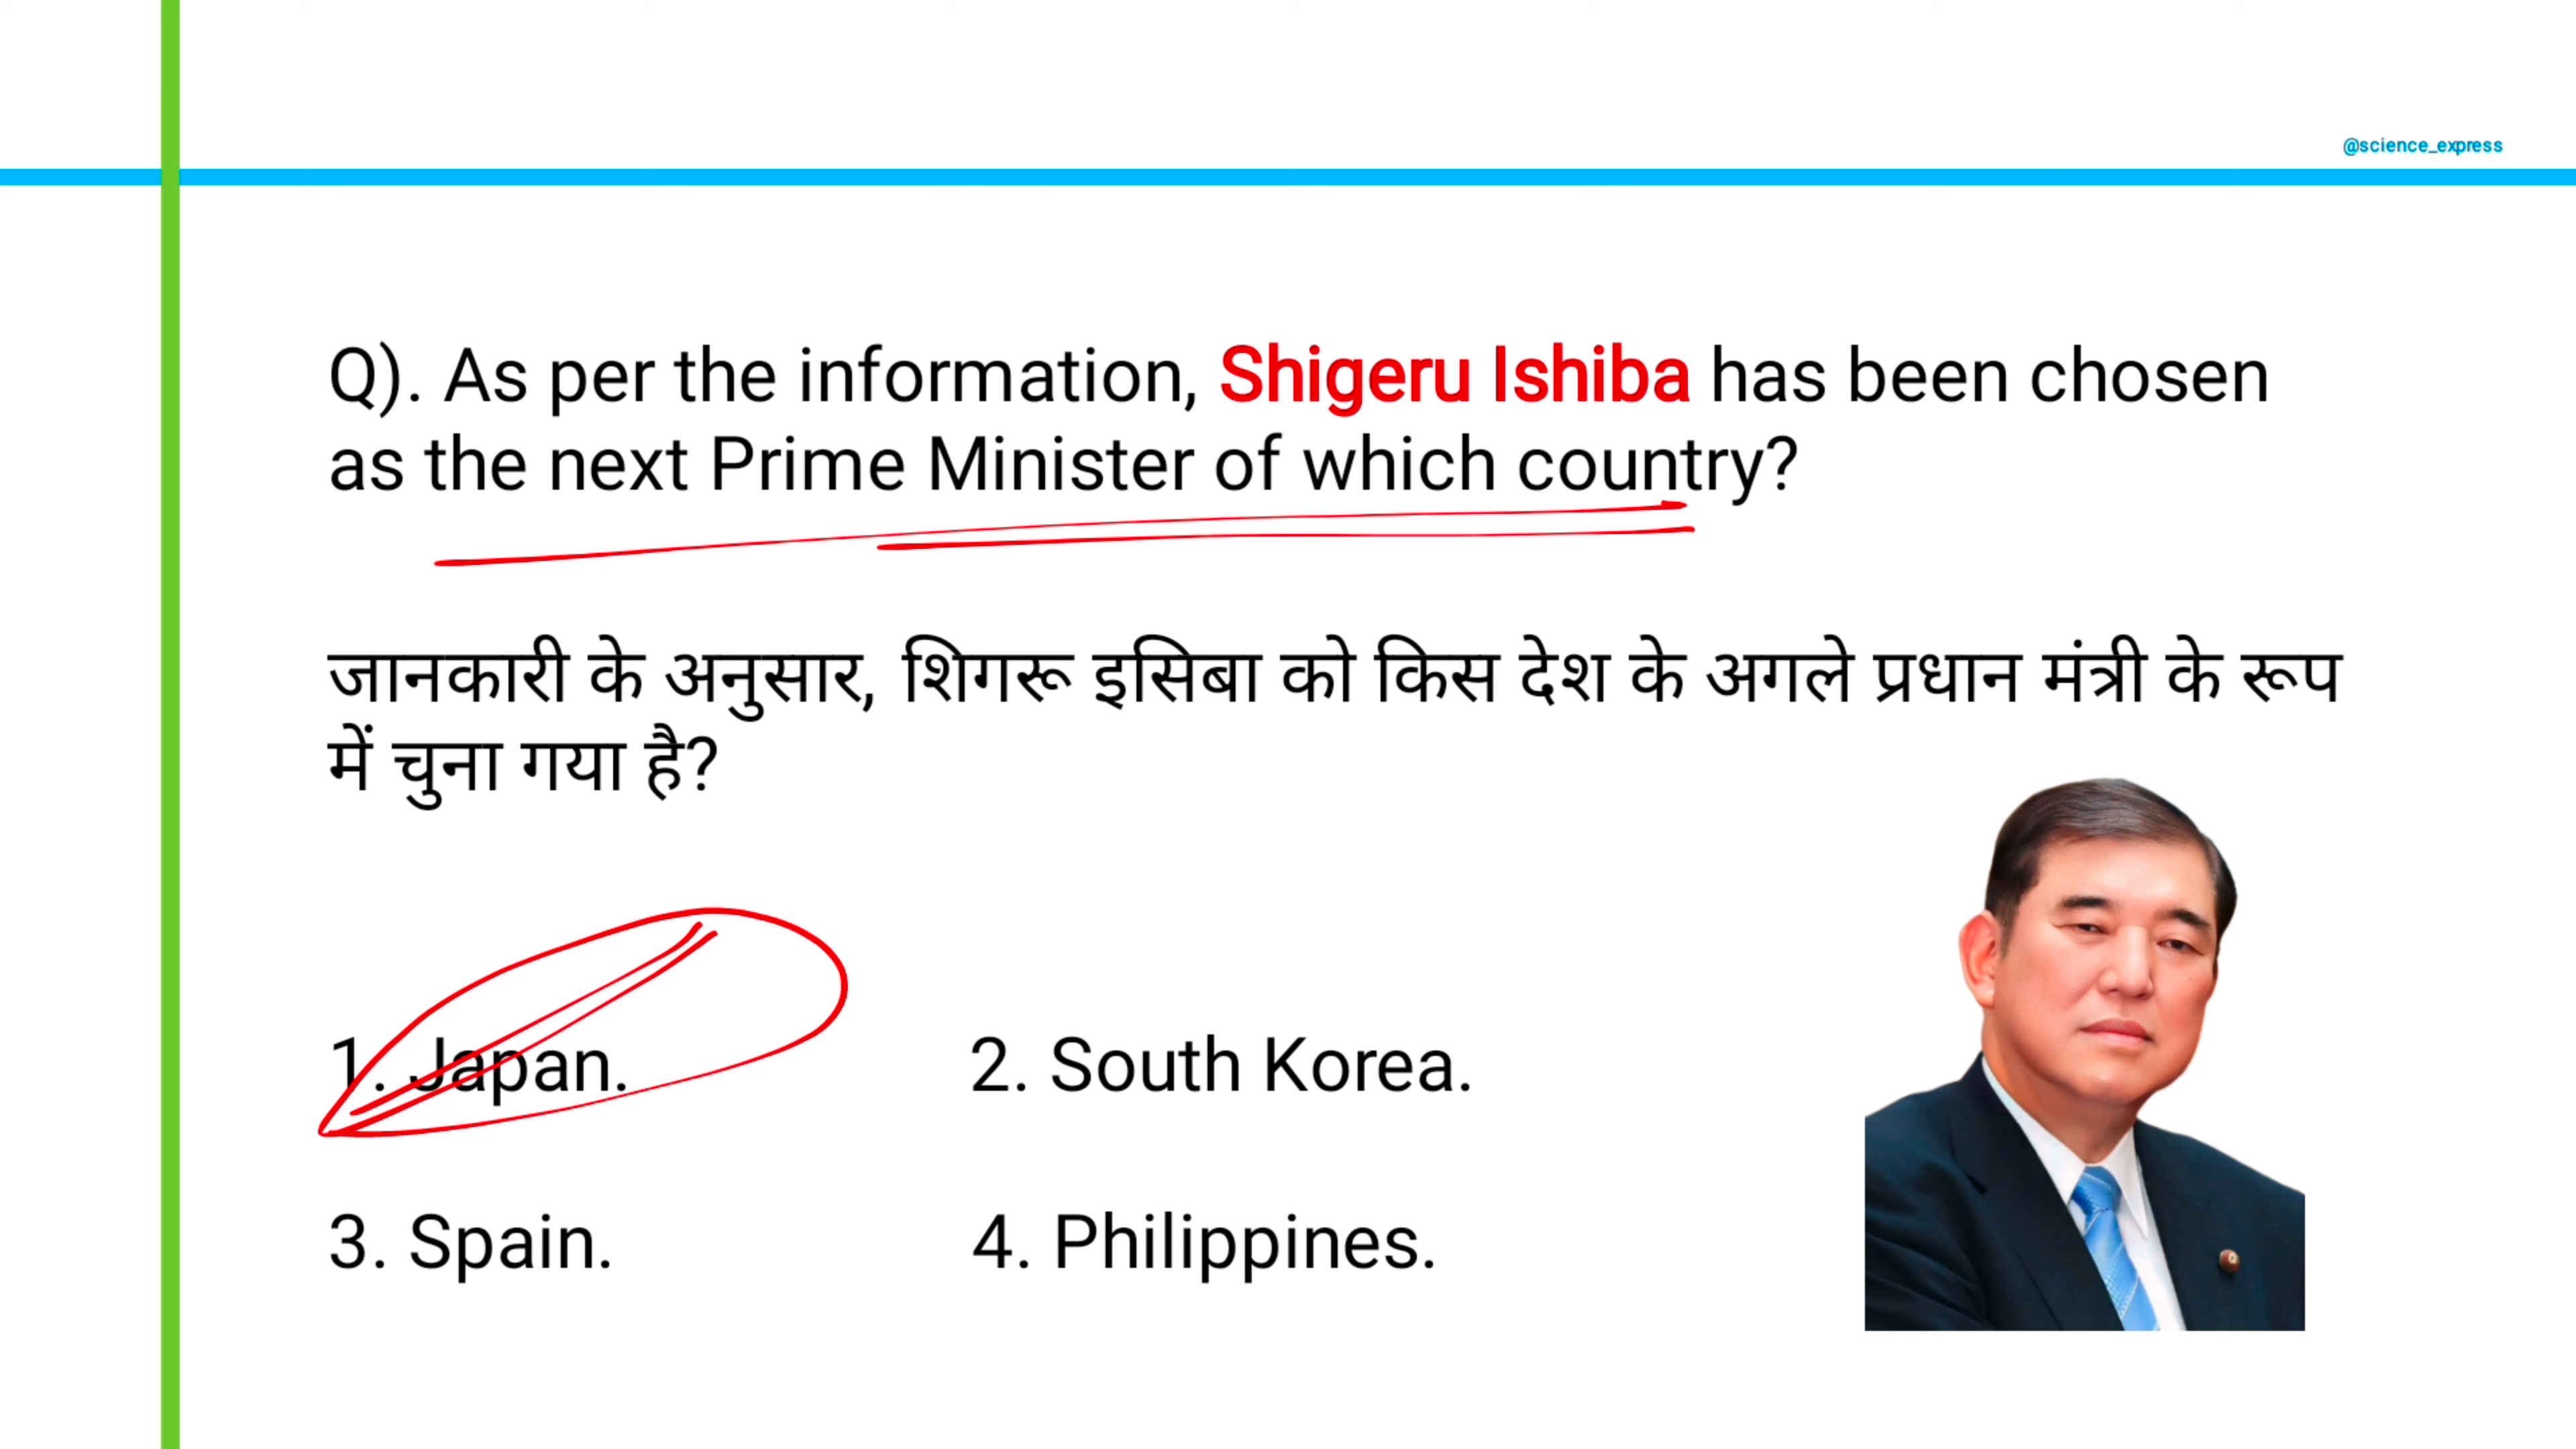 @science_express
Q). As per the information, Shigeru Ishiba has been chosen
as the next Prime Minister of which country?
जानकारी के अनुसार, शिगरू इसिबा को किस देश के अगले प्रधान मंत्री के रूप
में चुना गया है?
1. Japan. 2. South Korea.
3. Spain. 4. Philippines.